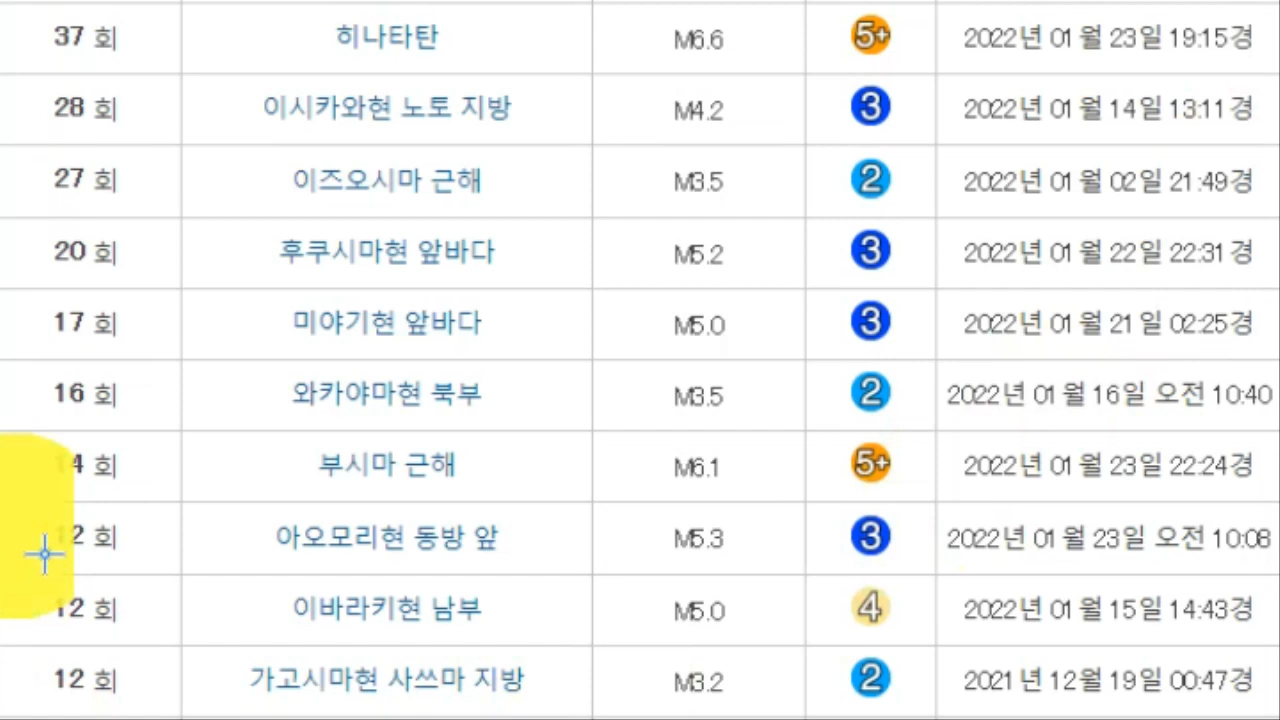 37 회 히나타탄 M6.6 5+ 2022년 01월 23일 19:15경
28 회 이시카와현 노토 지방 M4.2 3 2022년 01월 14일 13:11경
27 회 이즈오시마 근해 M3.5 2 2022년 01월 02일 21:49경
20 회 후쿠시마현 앞바다 M5.2 3 2022년 01월 22일 22:31경
17 회 미야기현 앞바다 M5.0 3 2022년 01월 21일 02:25경
16 회 와카야마현 북부 M3.5 2 2022년 01월 16일 오전 10:40
14 회 부시마 근해 M6.1 5+ 2022년 01월 23일 22:24경
12 회 아오모리현 동방 앞 M5.3 3 2022년 01월 23일 오전 10:08
12 회 이바라키현 남부 M5.0 4 2022년 01월 15일 14:43경
12 회 가고시마현 사쓰마 지방 M3.2 2 2021년 12월 19일 00:47경